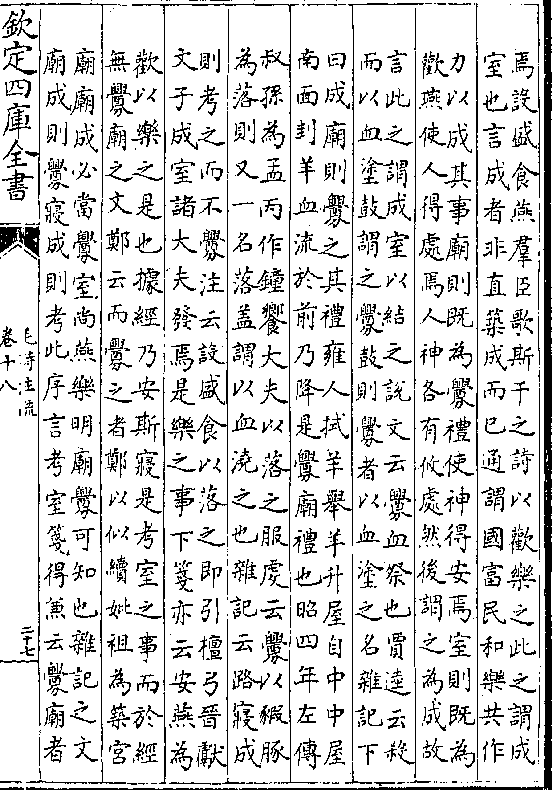 焉設盛食燕羣臣歌斯干之詩以歡樂之此之謂成
室也言成者非直築成而已通謂國富民和樂共作
力以成其事廟則既為釁禮使神得安焉室則既為
歡燕使人得處焉人神各有攸處然後謂之為成故
言此之謂成室以結之說文云釁血祭也賈逵云殺
而以血塗鼓謂之釁鼓則釁者以血塗之名雜記下
曰成廟則釁之其禮雍人拭羊舉羊升屋自中中屋
南面刲羊血流於前乃降是釁廟禮也昭四年左傳
叔孫為孟丙作鐘饗大夫以落之服虔云釁以豭豚
為落則又一名落蓋謂以血澆之也雜記云路寢成
則考之而不釁注云設盛食以落之即引檀弓晉獻
文子成室諸大夫發焉是樂之事下箋亦云安燕為
歡以樂之是也據經乃安斯寢是考室之事而於經
無釁廟之文鄭云而釁之者鄭以似續妣祖為築宮
廟廟成必當釁室尚燕樂明廟釁可知也雜記之文
廟成則釁寢成則考此序言考室箋得兼云釁廟者
欽定四庫全書
毛詩注疏
卷十八
二十七